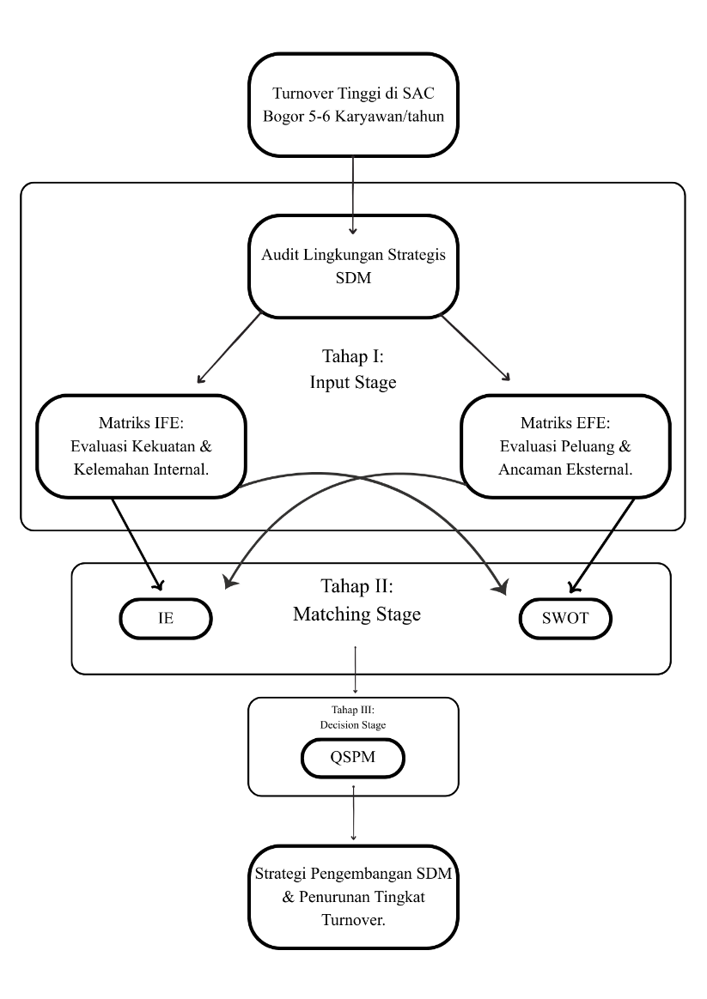 Turnover Tinggi di SAC
Bogor 5-6 Karyawan/tahun
Audit Lingkungan Strategis
SDM
Tahap I:
Input Stage
Matriks IFE:
Evaluasi Kekuatan &
Kelemahan Internal.
Matriks EFE:
Evaluasi Peluang &
Ancaman Eksternal.
Tahap II:
Matching Stage
IE
SWOT
Tahap III:
Decision Stage
QSPM
Strategi Pengembangan SDM
& Penurunan Tingkat
Turnover.